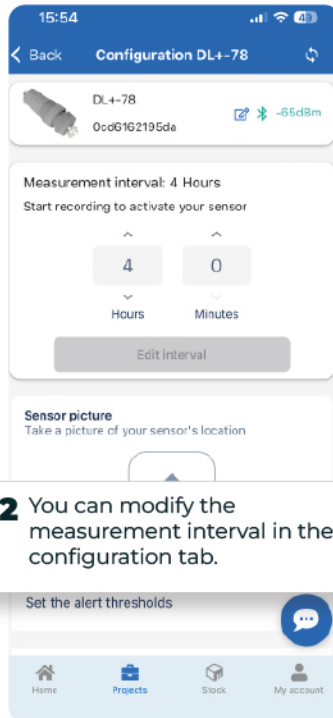 15:54
49
Back
Configuration DL+-78
DL+-78
0cd6162195da
-65dBm
Measurement interval: 4 Hours
Start recording to activate your sensor
4 0
Hours Minutes
Edit interval
Sensor picture
Take a picture of your sensor's location
2 You can modify the
measurement interval in the
configuration tab.
Set the alert thresholds
Home Projects Stock My account